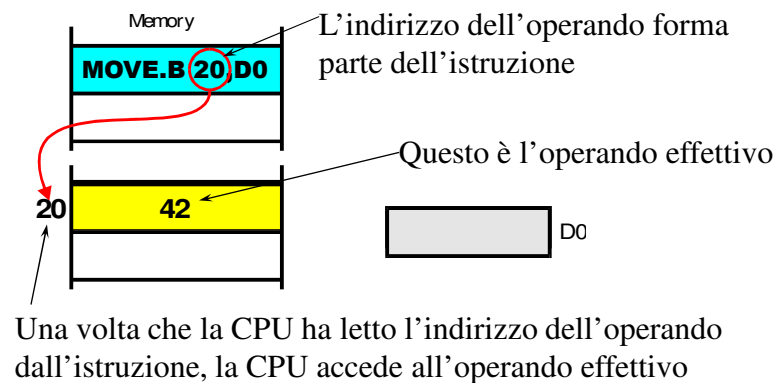 Memory
L'indirizzo dell'operando forma
parte dell'istruzione
MOVE.B 20,D0
Questo è l'operando effettivo
20
42
D0
Una volta che la CPU ha letto l'indirizzo dell'operando
dall'istruzione, la CPU accede all'operando effettivo